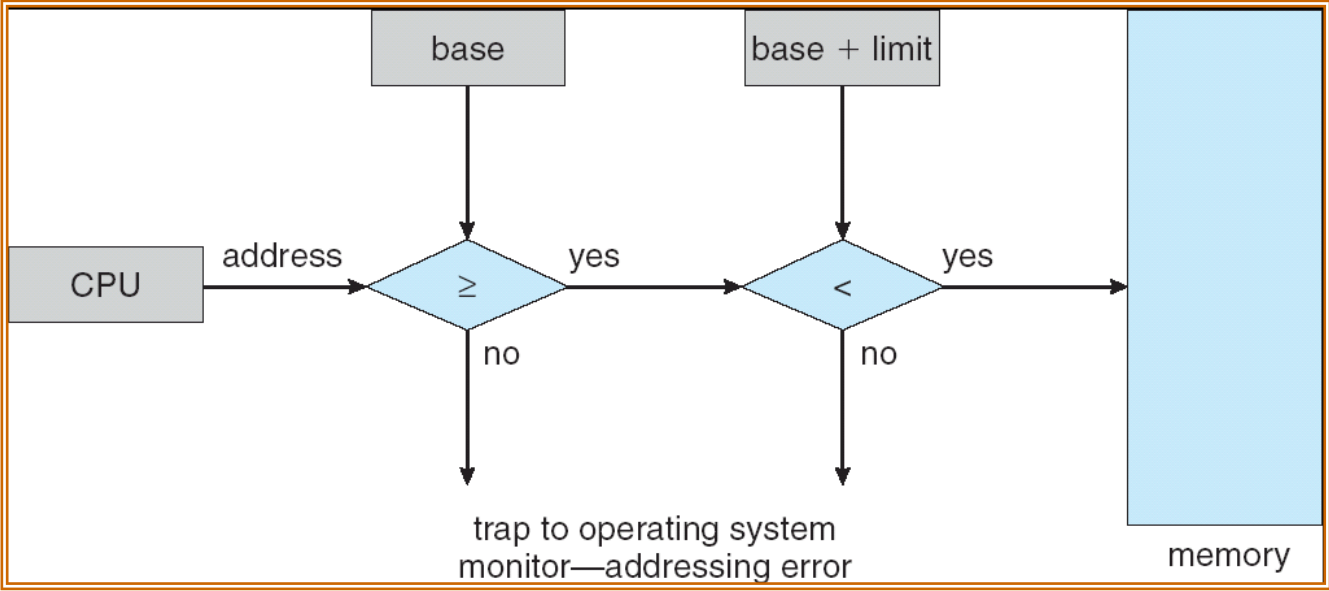 base
base + limit
CPU
address
≥
yes
<
yes
no
no
trap to operating system
monitor—addressing error
memory